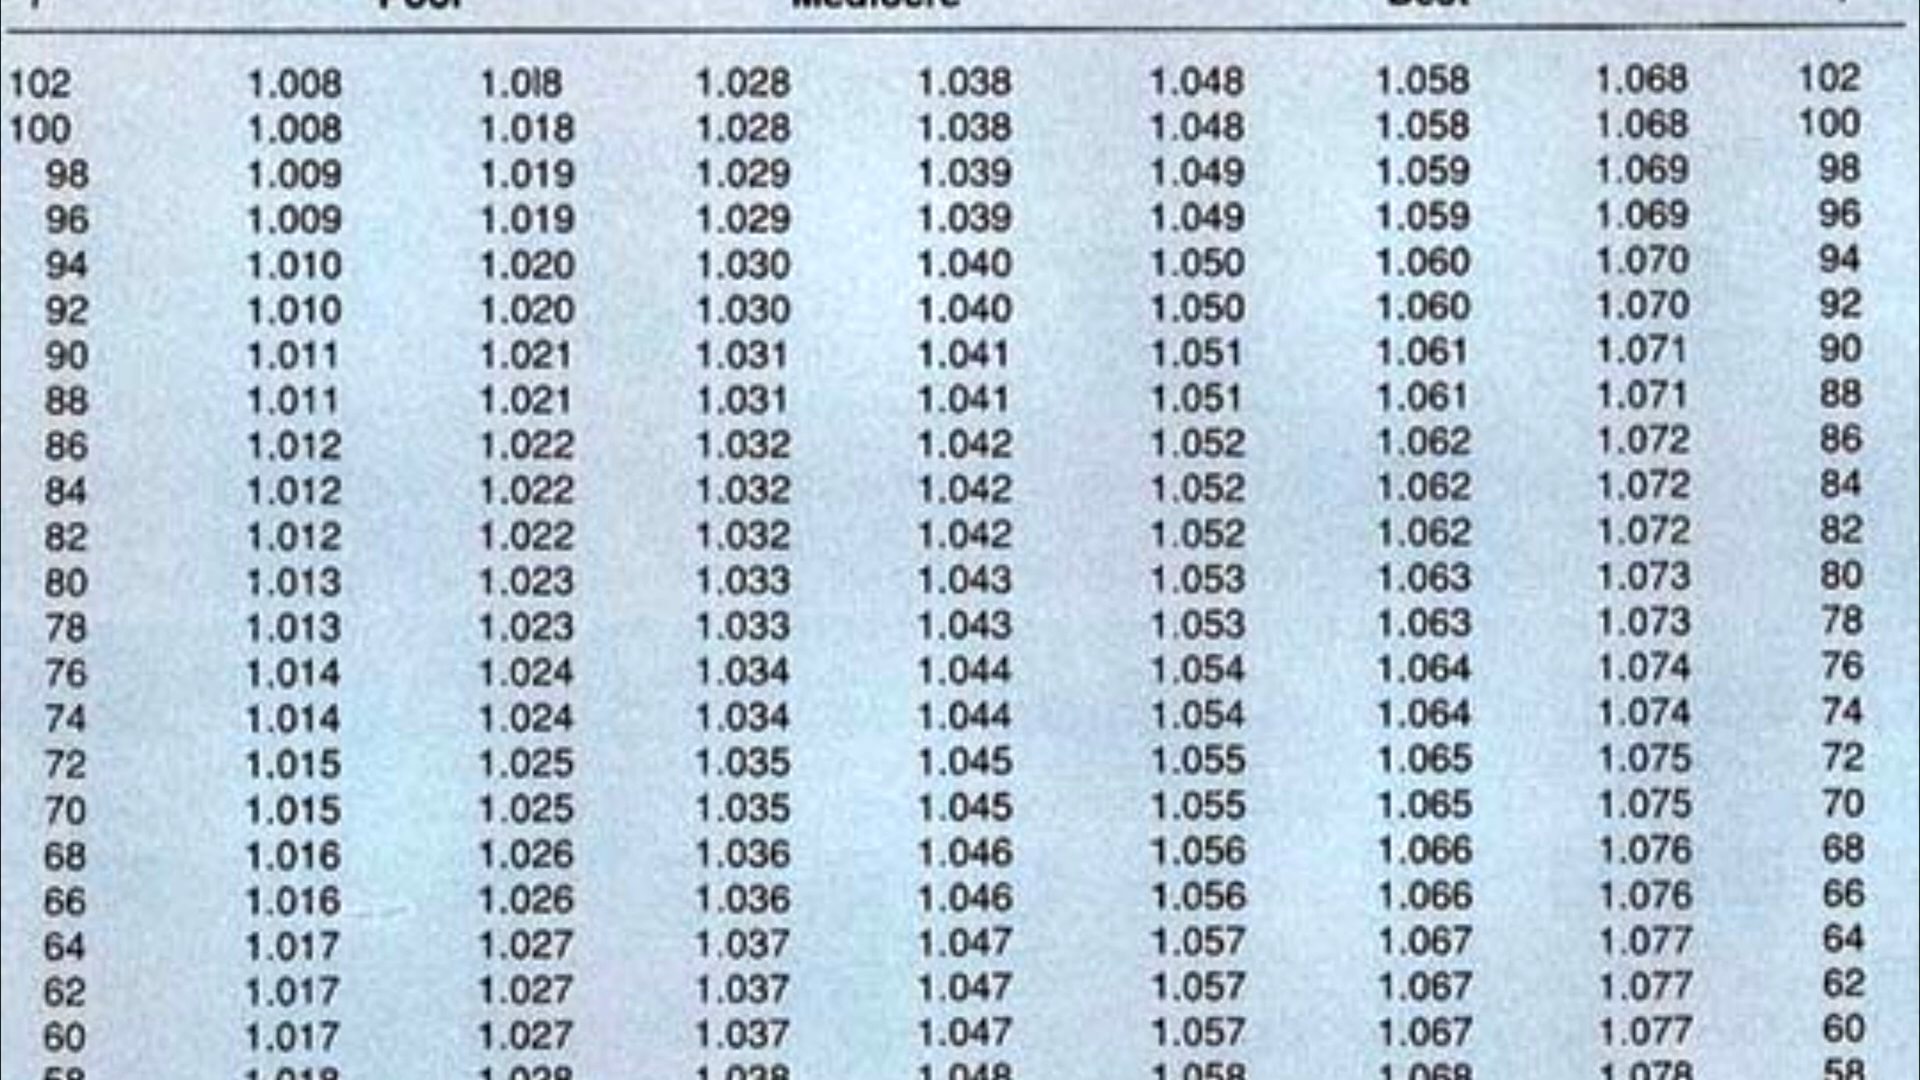 Poor Mediocre Best
102 1.008 1.018 1.028 1.038 1.048 1.058 1.068 102
100 1.008 1.018 1.028 1.038 1.048 1.058 1.068 100
98 1.009 1.019 1.029 1.039 1.049 1.059 1.069 98
96 1.009 1.019 1.029 1.039 1.049 1.059 1.069 96
94 1.010 1.020 1.030 1.040 1.050 1.060 1.070 94
92 1.010 1.020 1.030 1.040 1.050 1.060 1.070 92
90 1.011 1.021 1.031 1.041 1.051 1.061 1.071 90
88 1.011 1.021 1.031 1.041 1.051 1.061 1.071 88
86 1.012 1.022 1.032 1.042 1.052 1.062 1.072 86
84 1.012 1.022 1.032 1.042 1.052 1.062 1.072 84
82 1.012 1.022 1.032 1.042 1.052 1.062 1.072 82
80 1.013 1.023 1.033 1.043 1.053 1.063 1.073 80
78 1.013 1.023 1.033 1.043 1.053 1.063 1.073 78
76 1.014 1.024 1.034 1.044 1.054 1.064 1.074 76
74 1.014 1.024 1.034 1.044 1.054 1.064 1.074 74
72 1.015 1.025 1.035 1.045 1.055 1.065 1.075 72
70 1.015 1.025 1.035 1.045 1.055 1.065 1.075 70
68 1.016 1.026 1.036 1.046 1.056 1.066 1.076 68
66 1.016 1.026 1.036 1.046 1.056 1.066 1.076 66
64 1.017 1.027 1.037 1.047 1.057 1.067 1.077 64
62 1.017 1.027 1.037 1.047 1.057 1.067 1.077 62
60 1.017 1.027 1.037 1.047 1.057 1.067 1.077 60
58 1.018 1.028 1.038 1.048 1.058 1.068 1.078 58